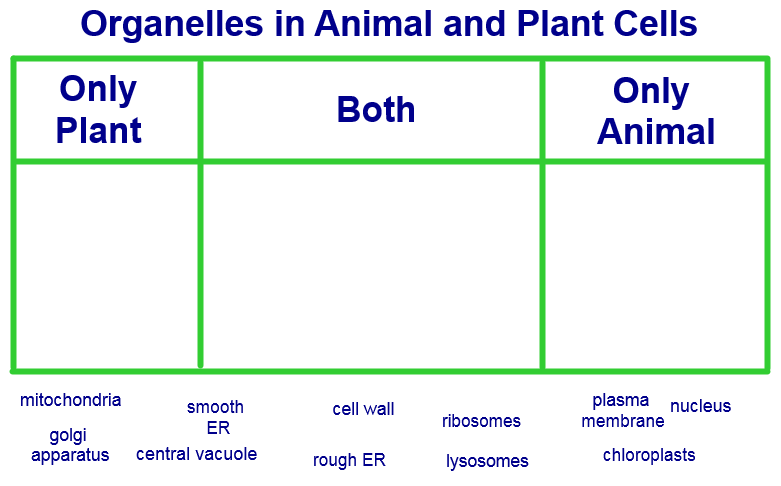 Organelles in Animal and Plant Cells
Only
Plant
Both
Only
Animal
mitochondria
smooth
ER
cell wall
ribosomes
plasma
membrane
nucleus
golgi
apparatus
central vacuole
rough ER
lysosomes
chloroplasts